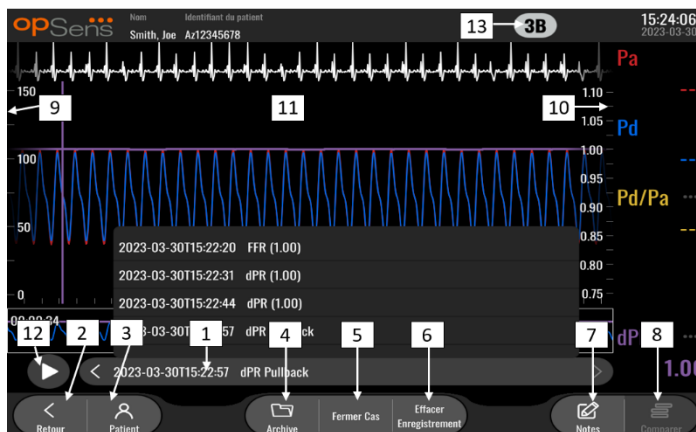 opSens
Nom Identifiant du patient
Smith, Joe Az12345678
13
3B
15:24:06
2023-03-30
Pa
150
9
11
10
1.10
1.05
Pd
100
1.00
0.95
Pd/Pa
0.90
50
0.85
2023-03-30T15:22:20 FFR (1.00)
2023-03-30T15:22:31 dPR (1.00)
0.80
0
2023-03-30T15:22:44 dPR (1.00)
0.75
12
2
3
1
4
5
6
7
8
2023-03-30T15:22:57 dPR Pullback
1.00
Retour
Patient
Archive
Fermer Cas
Effacer
Enregistrement
Notes
Comparer